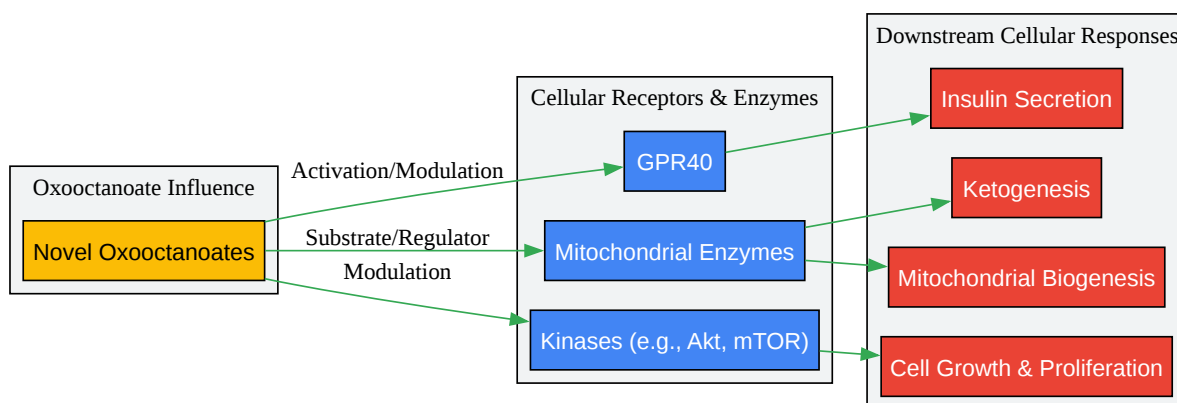 Oxooctanoate Influence
Novel Oxooctanoates
Activation/Modulation
Substrate/Regulator
Modulation
Cellular Receptors & Enzymes
GPR40
Mitochondrial Enzymes
Kinases (e.g., Akt, mTOR)
Downstream Cellular Responses
Insulin Secretion
Ketogenesis
Mitochondrial Biogenesis
Cell Growth & Proliferation